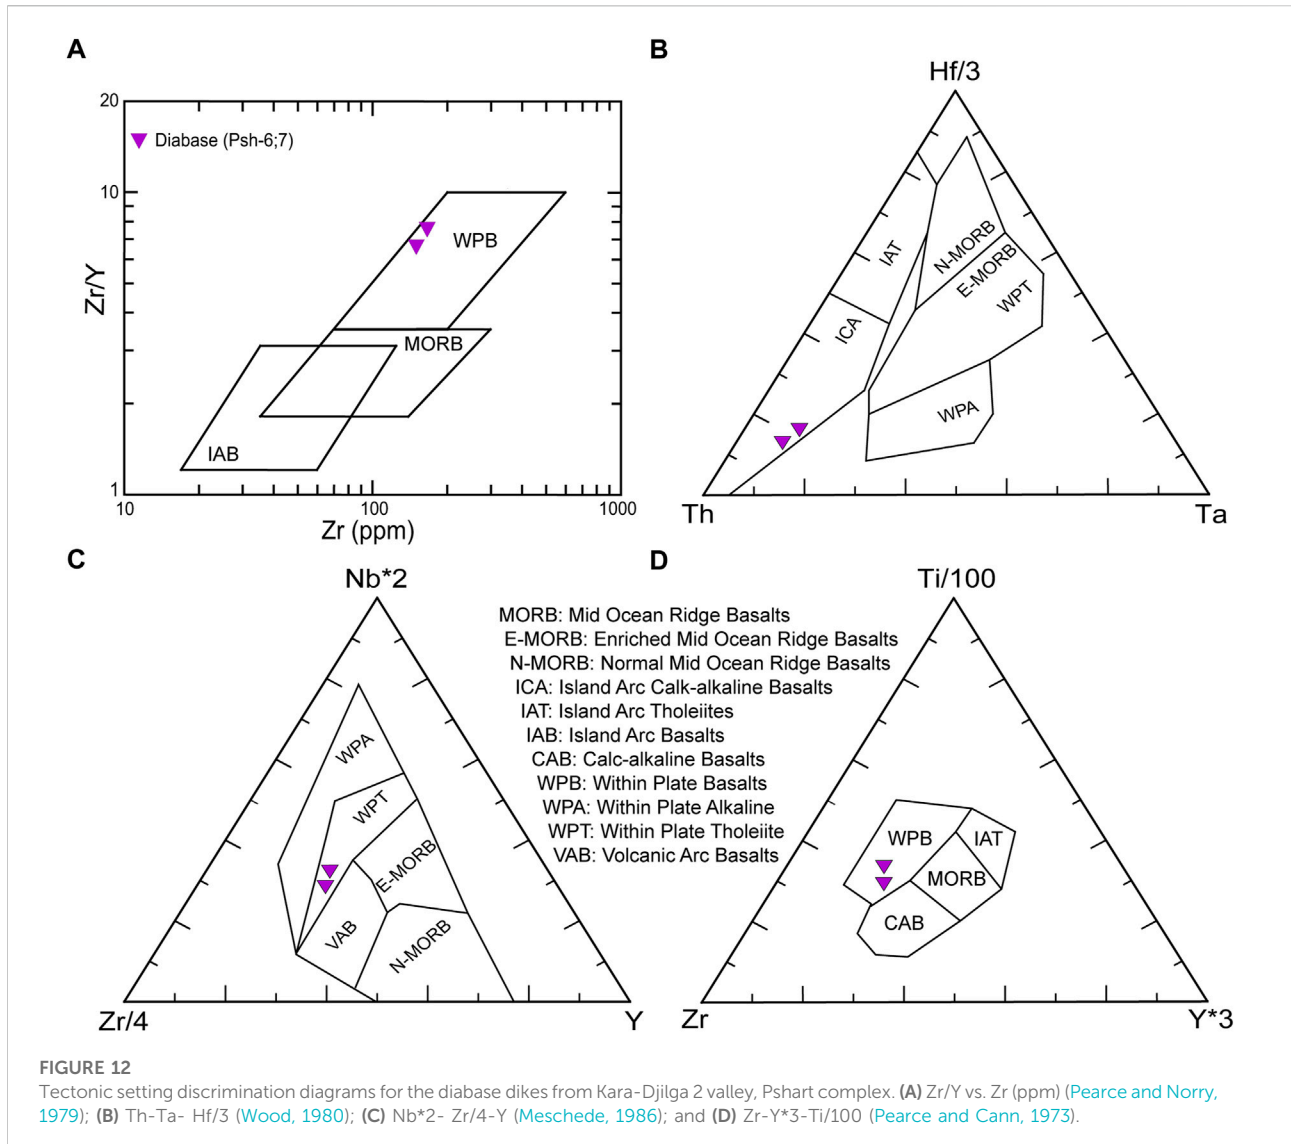 A
20
10
1
Zr/Y
Diabase (Psh-6;7)
WPB
MORB
IAB
10
100
1000
Zr (ppm)
B
Hf/3
IAT
N-MORB
E-MORB
WPT
ICA
WPA
Th
Ta
C
Nb*2
WPA
WPT
E-MORB
VAB
N-MORB
Zr/4
Y
MORB: Mid Ocean Ridge Basalts
E-MORB: Enriched Mid Ocean Ridge Basalts
N-MORB: Normal Mid Ocean Ridge Basalts
ICA: Island Arc Calk-alkaline Basalts
IAT: Island Arc Tholeiites
IAB: Island Arc Basalts
CAB: Calc-alkaline Basalts
WPB: Within Plate Basalts
WPA: Within Plate Alkaline
WPT: Within Plate Tholeiite
VAB: Volcanic Arc Basalts
D
Ti/100
WPB
IAT
MORB
CAB
Zr
Y*3
FIGURE 12
Tectonic setting discrimination diagrams for the diabase dikes from Kara-Djilga 2 valley, Pshart complex. (A) Zr/Y vs. Zr (ppm) (Pearce and Norry,
1979); (B) Th-Ta- Hf/3 (Wood, 1980); (C) Nb*2- Zr/4-Y (Meschede, 1986); and (D) Zr-Y*3-Ti/100 (Pearce and Cann, 1973).